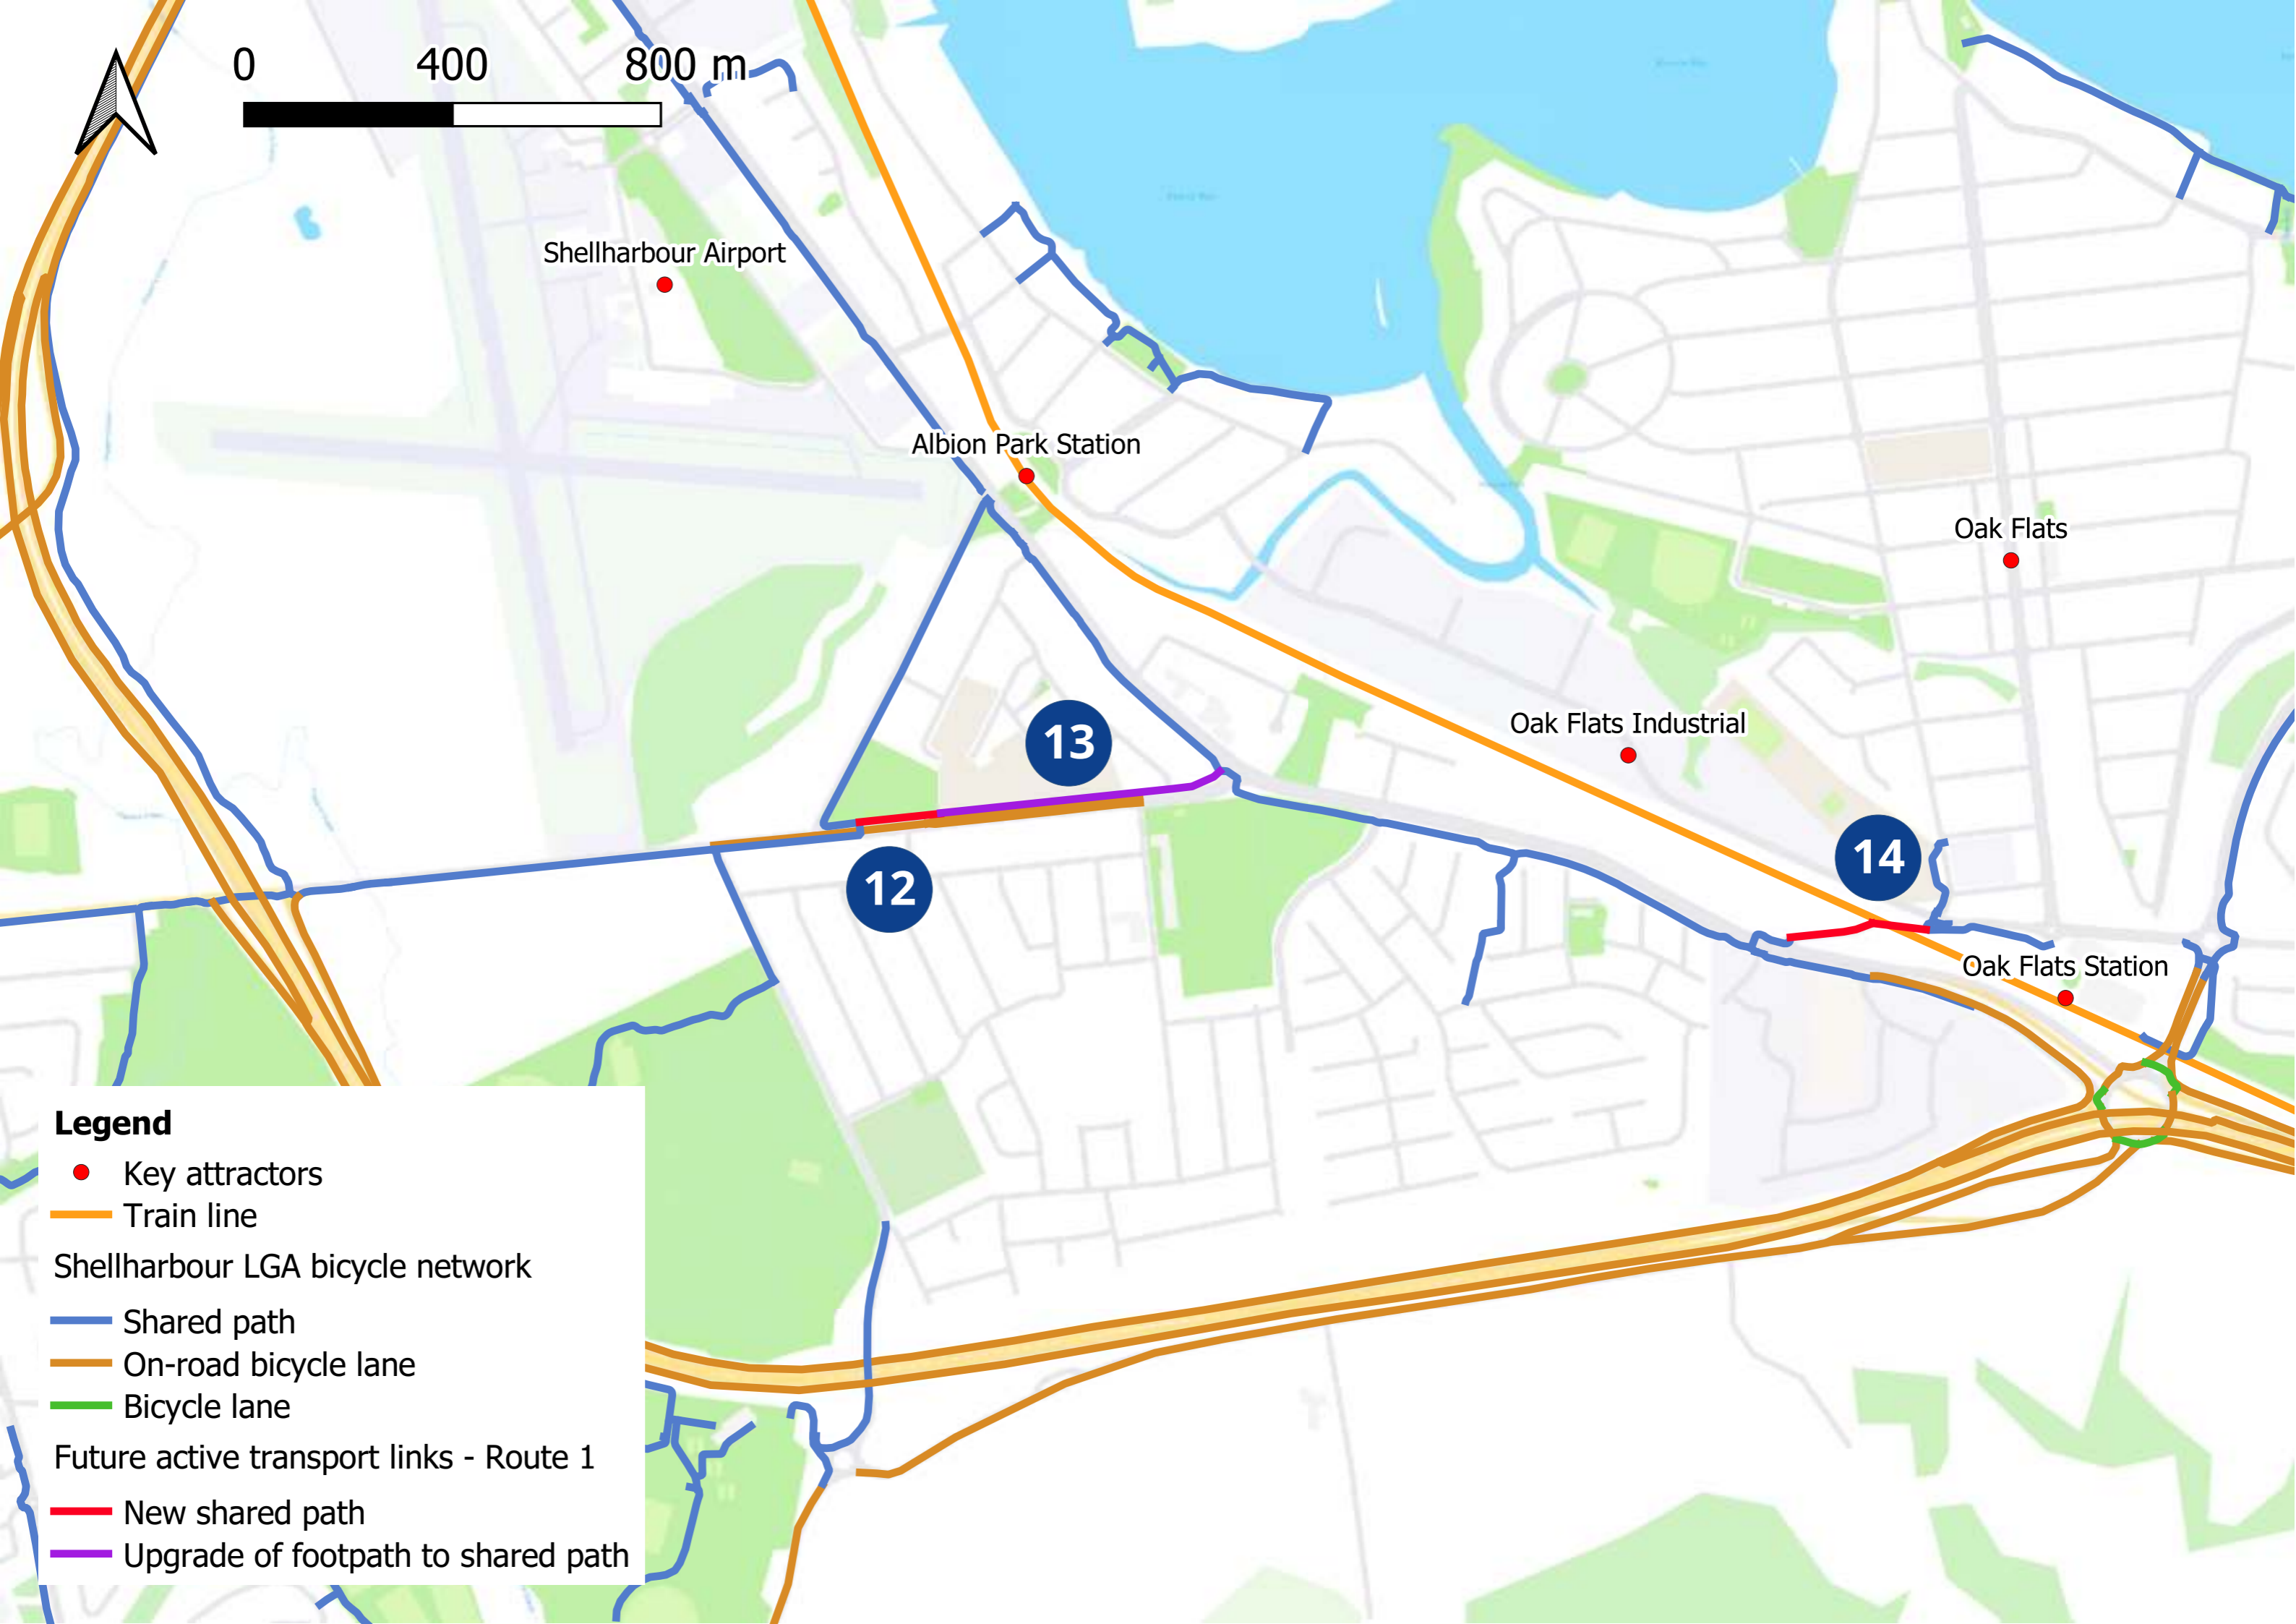 0 400 800 m
Shellharbour Airport
Albion Park Station
Oak Flats
Oak Flats Industrial
13
14
12
Oak Flats Station
Legend
Key attractors
Train line
Shellharbour LGA bicycle network
Shared path
On-road bicycle lane
Bicycle lane
Future active transport links - Route 1
New shared path
Upgrade of footpath to shared path